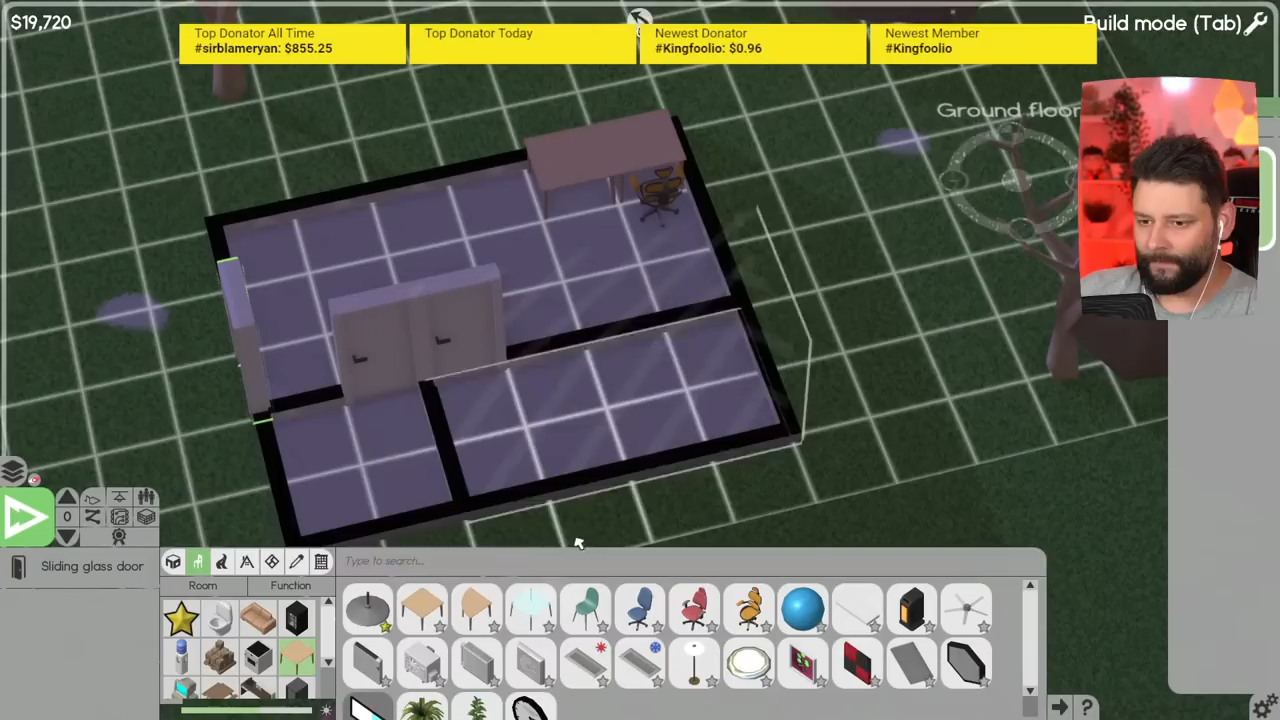 $19,720
Build mode (Tab)
Top Donator All Time
#sirblameryan: $855.25
Top Donator Today
Newest Donator
#Kingfoolio: $0.96
Newest Member
#Kingfoolio
Ground floor
0
Sliding glass door
Type to search...
Room
Function
?